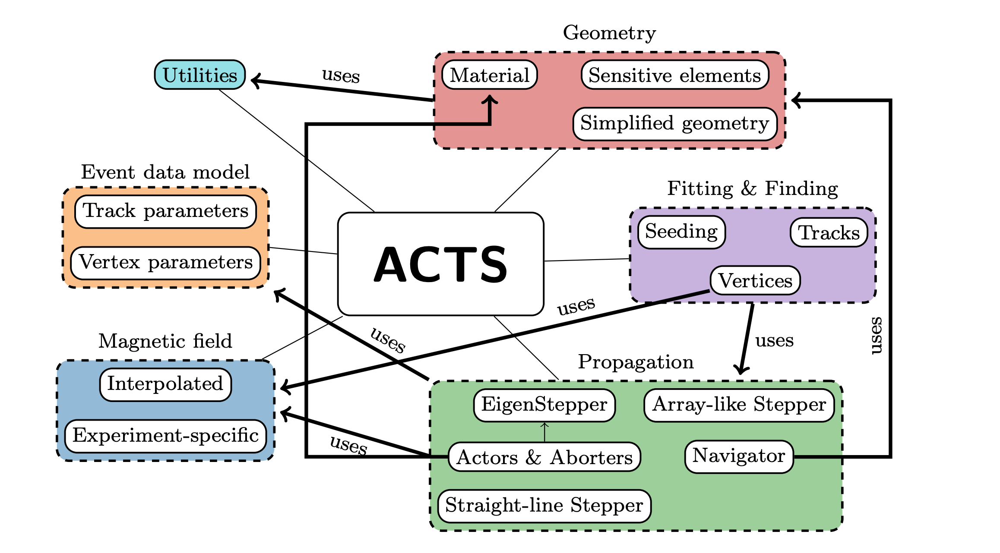 Geometry
Utilities
uses
Material
Sensitive elements
Simplified geometry
Event data model
Track parameters
Vertex parameters
ACTS
Fitting & Finding
Seeding
Tracks
Vertices
uses
uses
uses
uses
Magnetic field
Interpolated
Experiment-specific
uses
Propagation
EigenStepper
Array-like Stepper
Actors & Aborters
Navigator
Straight-line Stepper